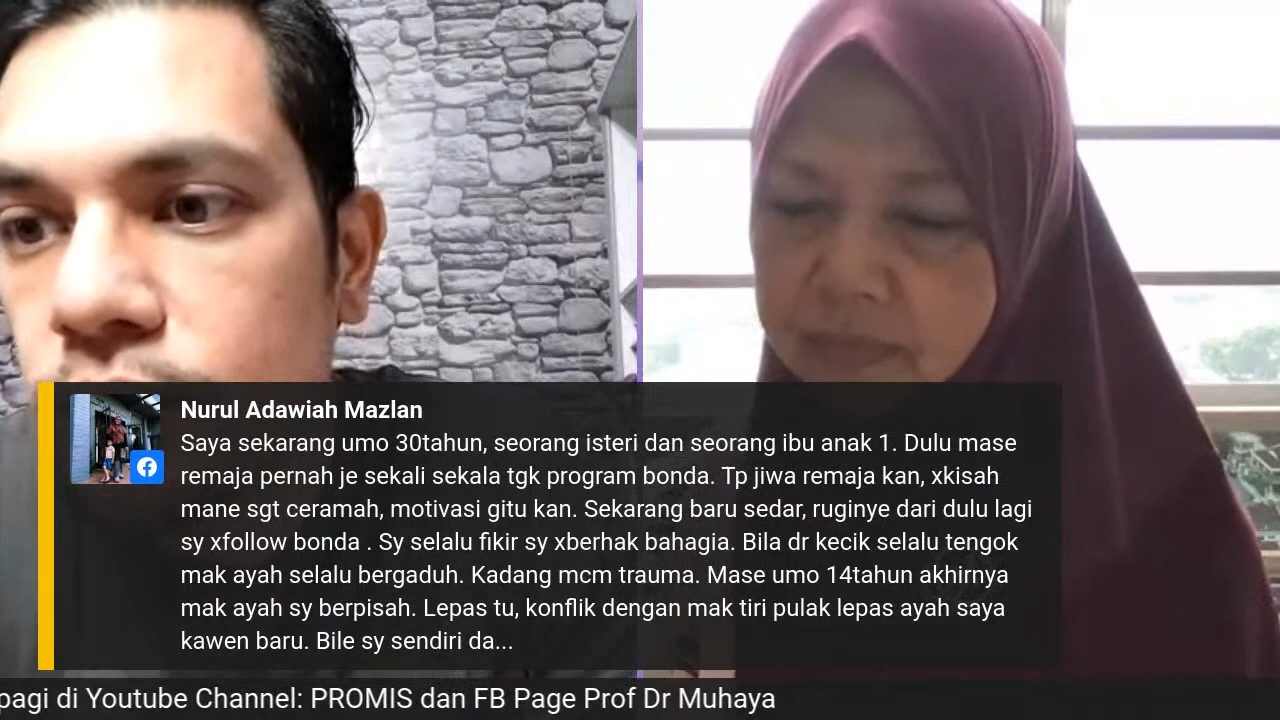 Nurul Adawiah Mazlan
Saya sekarang umo 30tahun, seorang isteri dan seorang ibu anak 1. Dulu mase
remaja pernah je sekali sekala tgk program bonda. Tp jiwa remaja kan, xkisah
mane sgt ceramah, motivasi gitu kan. Sekarang baru sedar, ruginye dari dulu lagi
sy xfollow bonda . Sy selalu fikir sy xberhak bahagia. Bila dr kecik selalu tengok
mak ayah selalu bergaduh. Kadang mcm trauma. Mase umo 14tahun akhirnya
mak ayah sy berpisah. Lepas tu, konflik dengan mak tiri pulak lepas ayah saya
kawen baru. Bile sy sendiri da...
pagi di Youtube Channel: PROMIS dan FB Page Prof Dr Muhaya